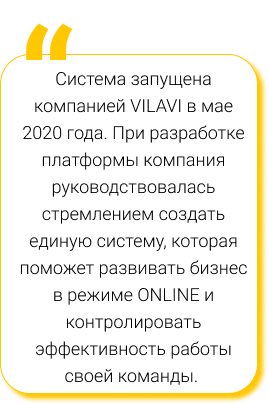 Система запущена
компанией VILAVI в мае
2020 года. При разработке
платформы компания
руководствовалась
стремлением создать
единую систему, которая
поможет развивать бизнес
в режиме ONLINE и
контролировать
эффективность работы
своей команды.